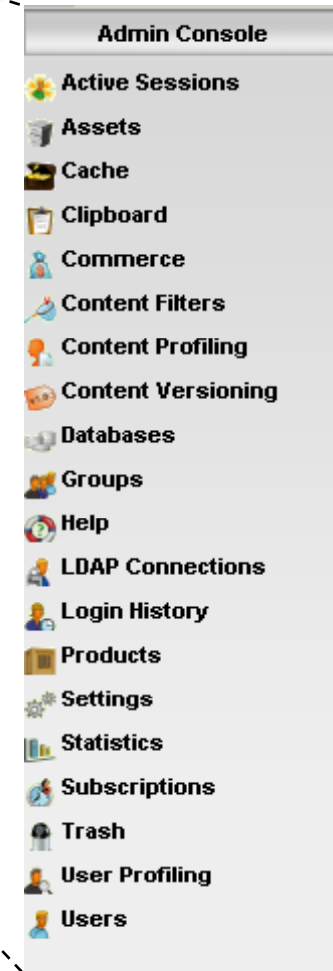 Admin Console
Active Sessions
Assets
Cache
Clipboard
Commerce
Content Filters
Content Profiling
Content Versioning
Databases
Groups
Help
LDAP Connections
Login History
Products
Settings
Statistics
Subscriptions
Trash
User Profiling
Users